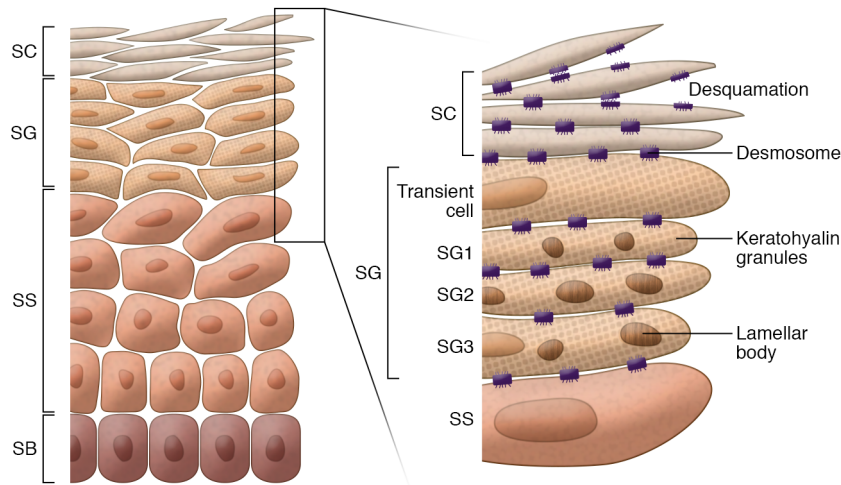 SC
SG
SS
SB
SC
Desquamation
Desmosome
SG
Transient
cell
SG1
Keratohyalin
granules
SG2
SG3
Lamellar
body
SS